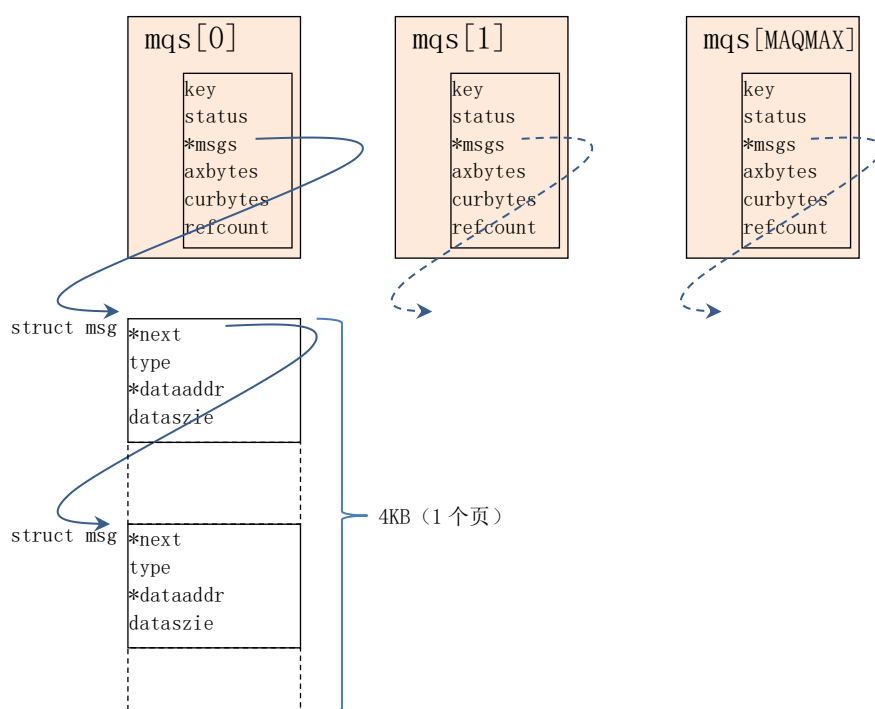 mqs[0]
key
status
*msgs
axbytes
curbytes
refcount
mqs[1]
key
status
*msgs
axbytes
curbytes
refcount
mqs[MAQMAX]
key
status
*msgs
axbytes
curbytes
refcount
struct msg
*next
type
*dataaddr
dataszie
4KB（1个页）
struct msg
*next
type
*dataaddr
dataszie